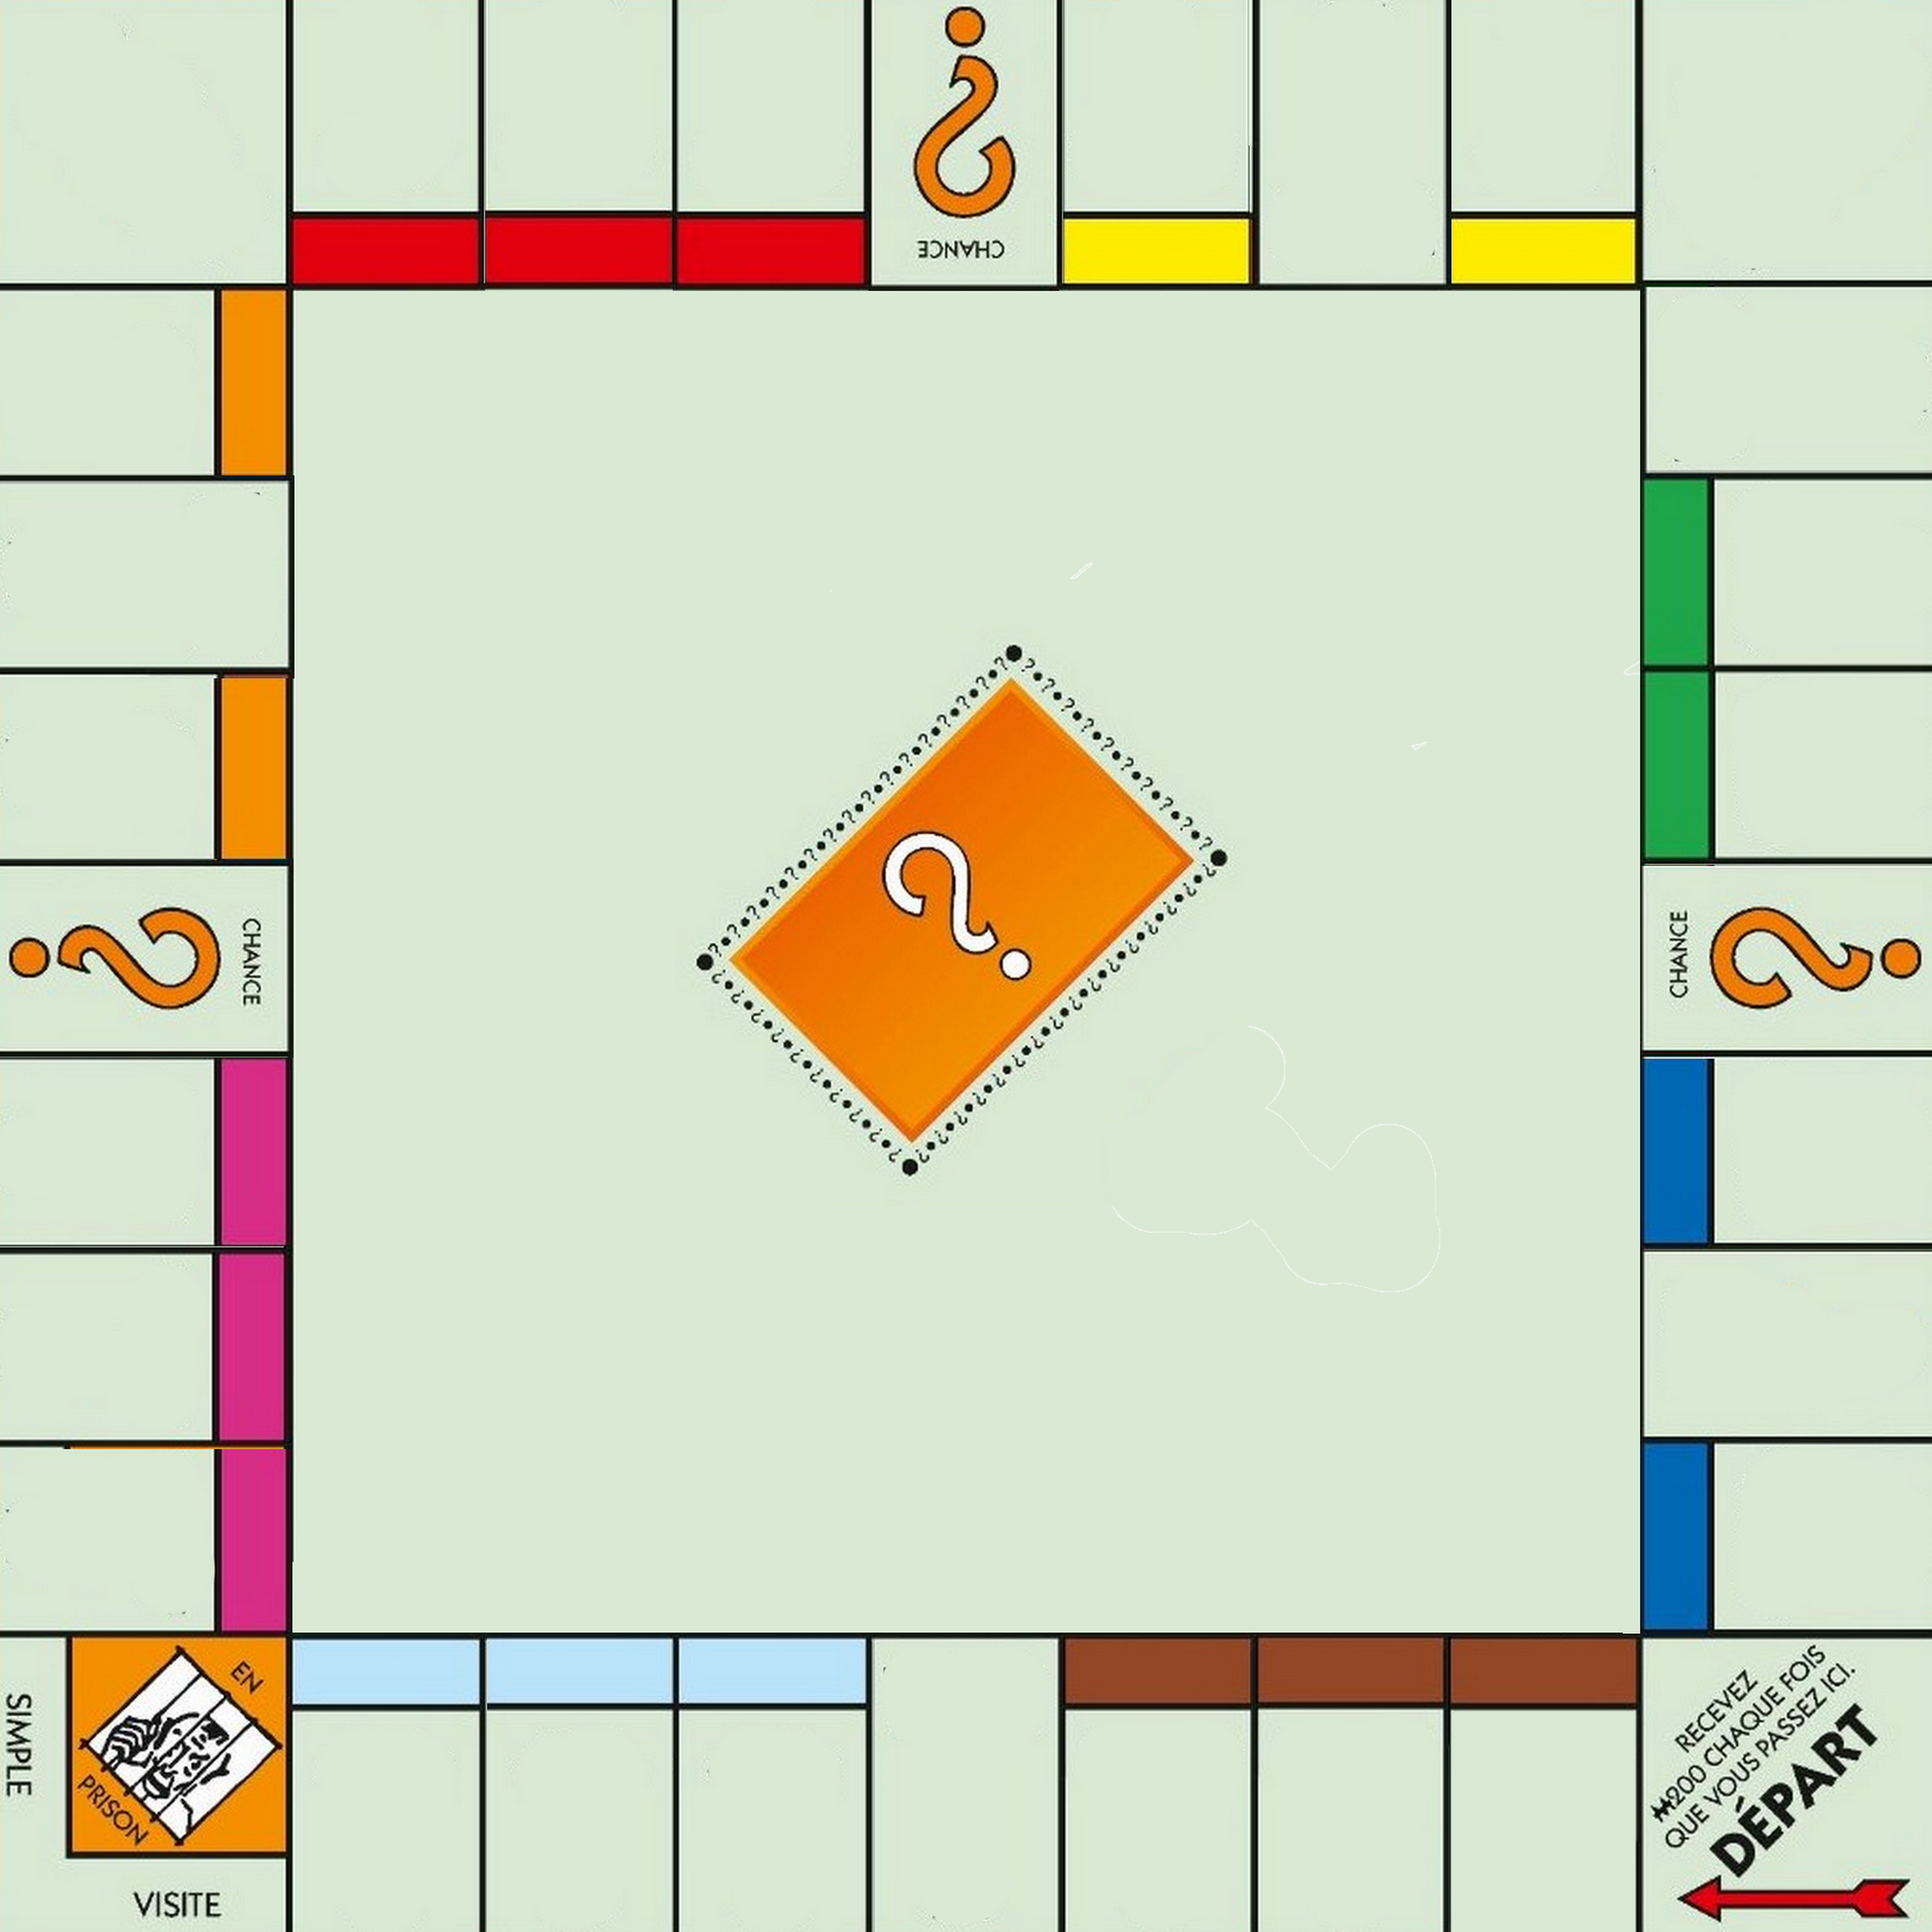 CHANCE
CHANCE
CHANCE
?
EN
PRISON
SIMPLE
VISITE
RECEVEZ
₩200 CHAQUE FOIS
QUE VOUS PASSEZ ICI.
DÉPART